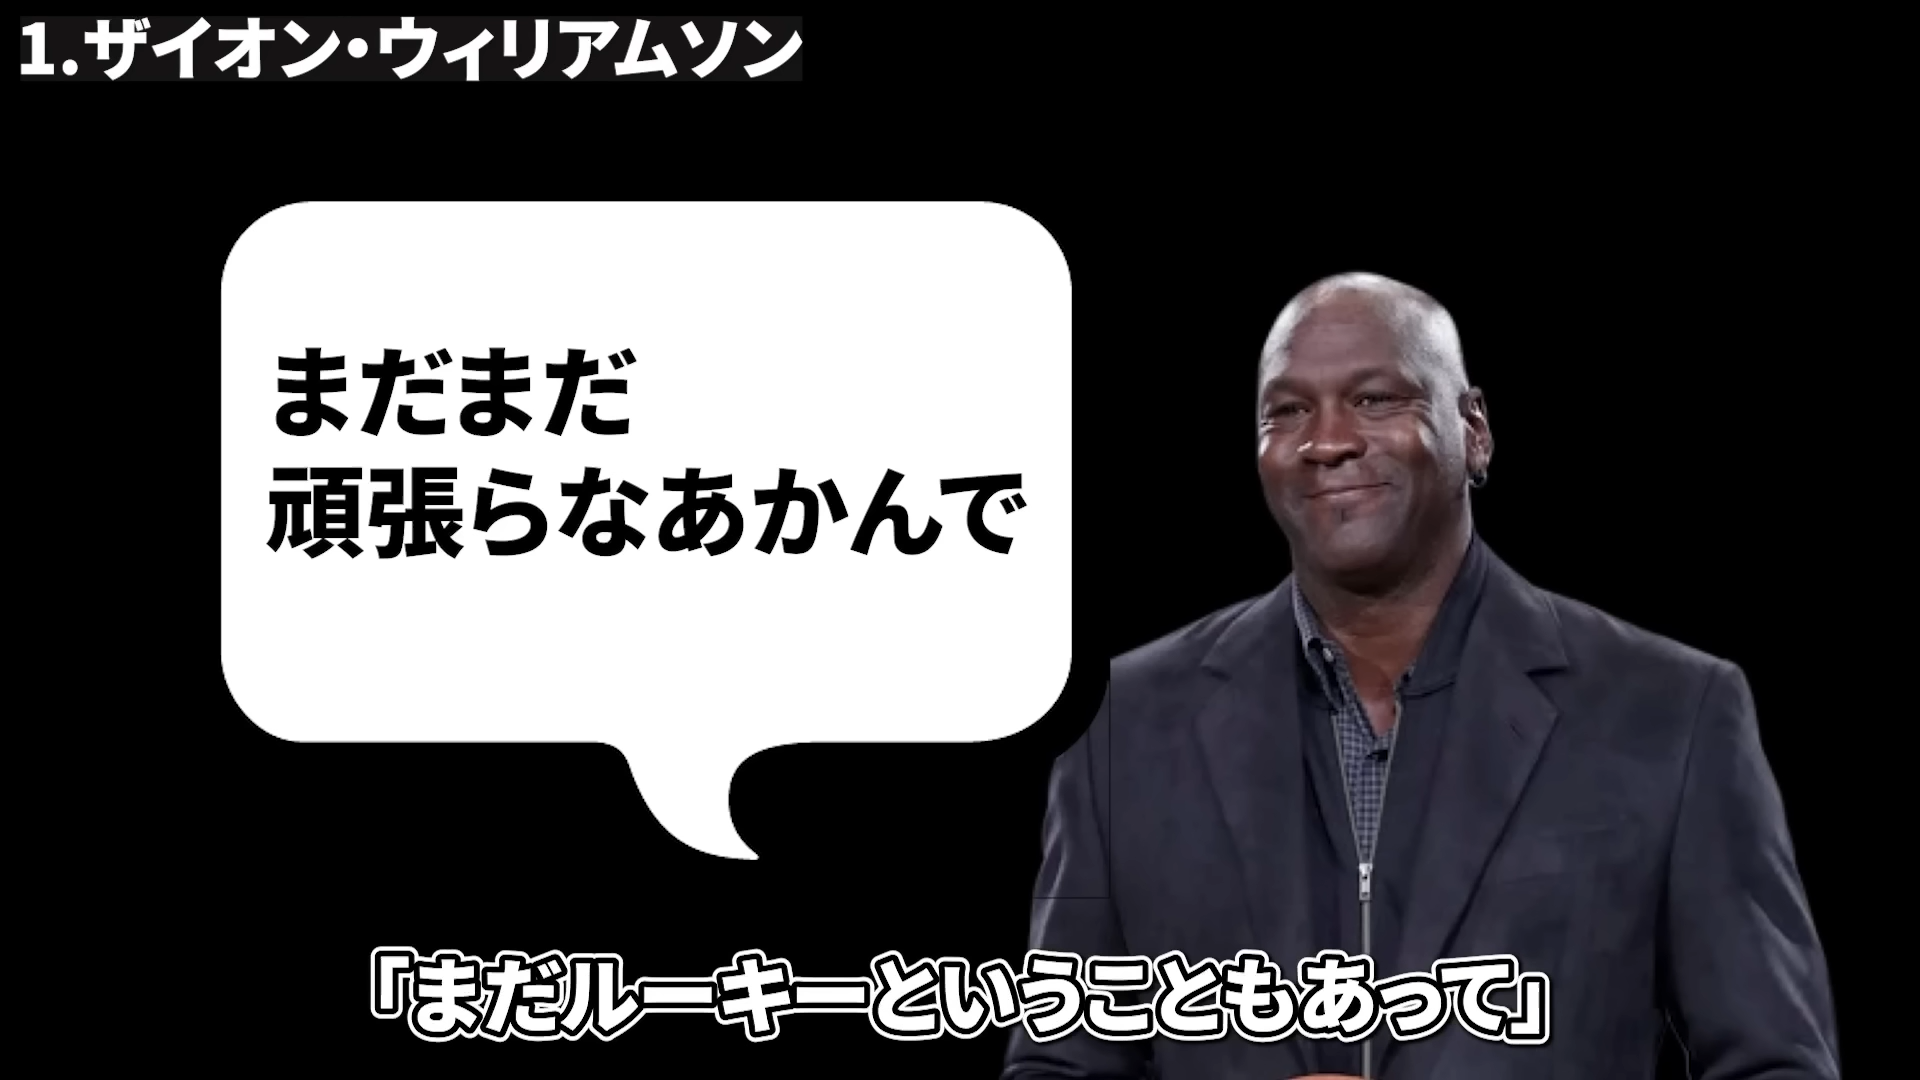 1.ザイオン・ウィリアムソン
まだまだ
頑張らなあかんで
「まだルーキーということもあって」